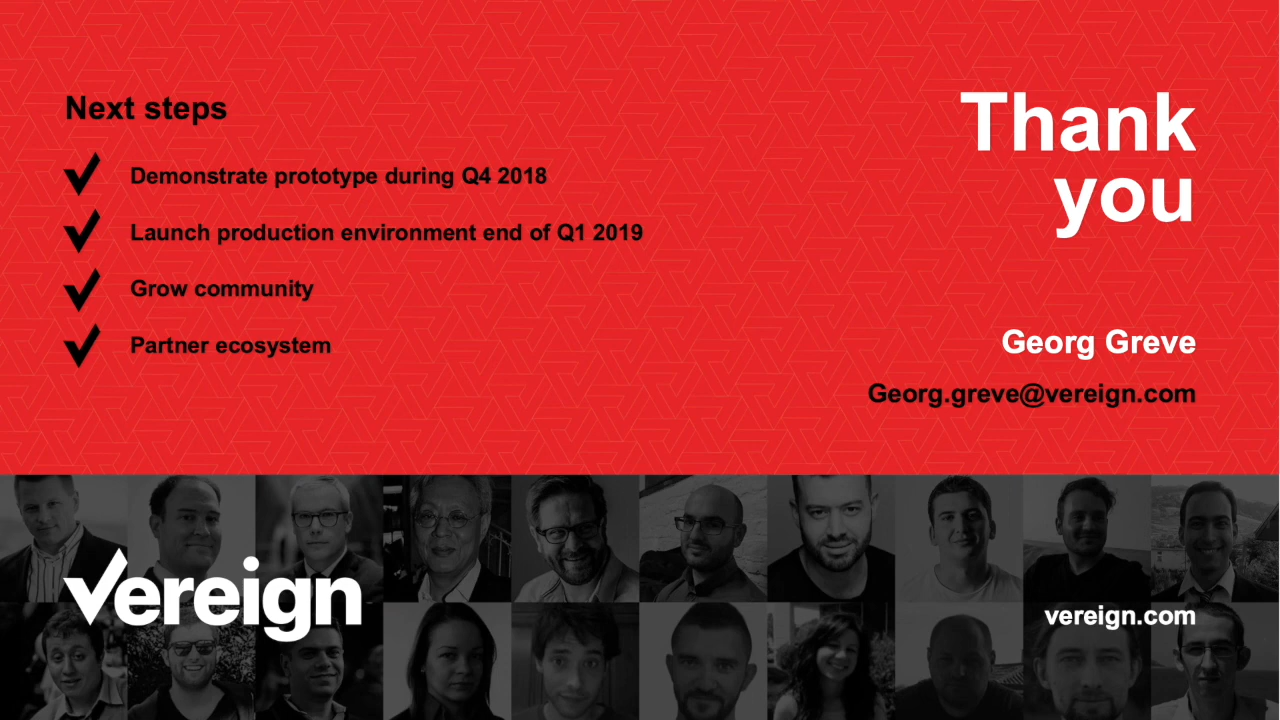 Next steps
Demonstrate prototype during Q4 2018
Launch production environment end of Q1 2019
Grow community
Partner ecosystem
Thank
you
Georg Greve
Georg.greve@vereign.com
Vereign
vereign.com